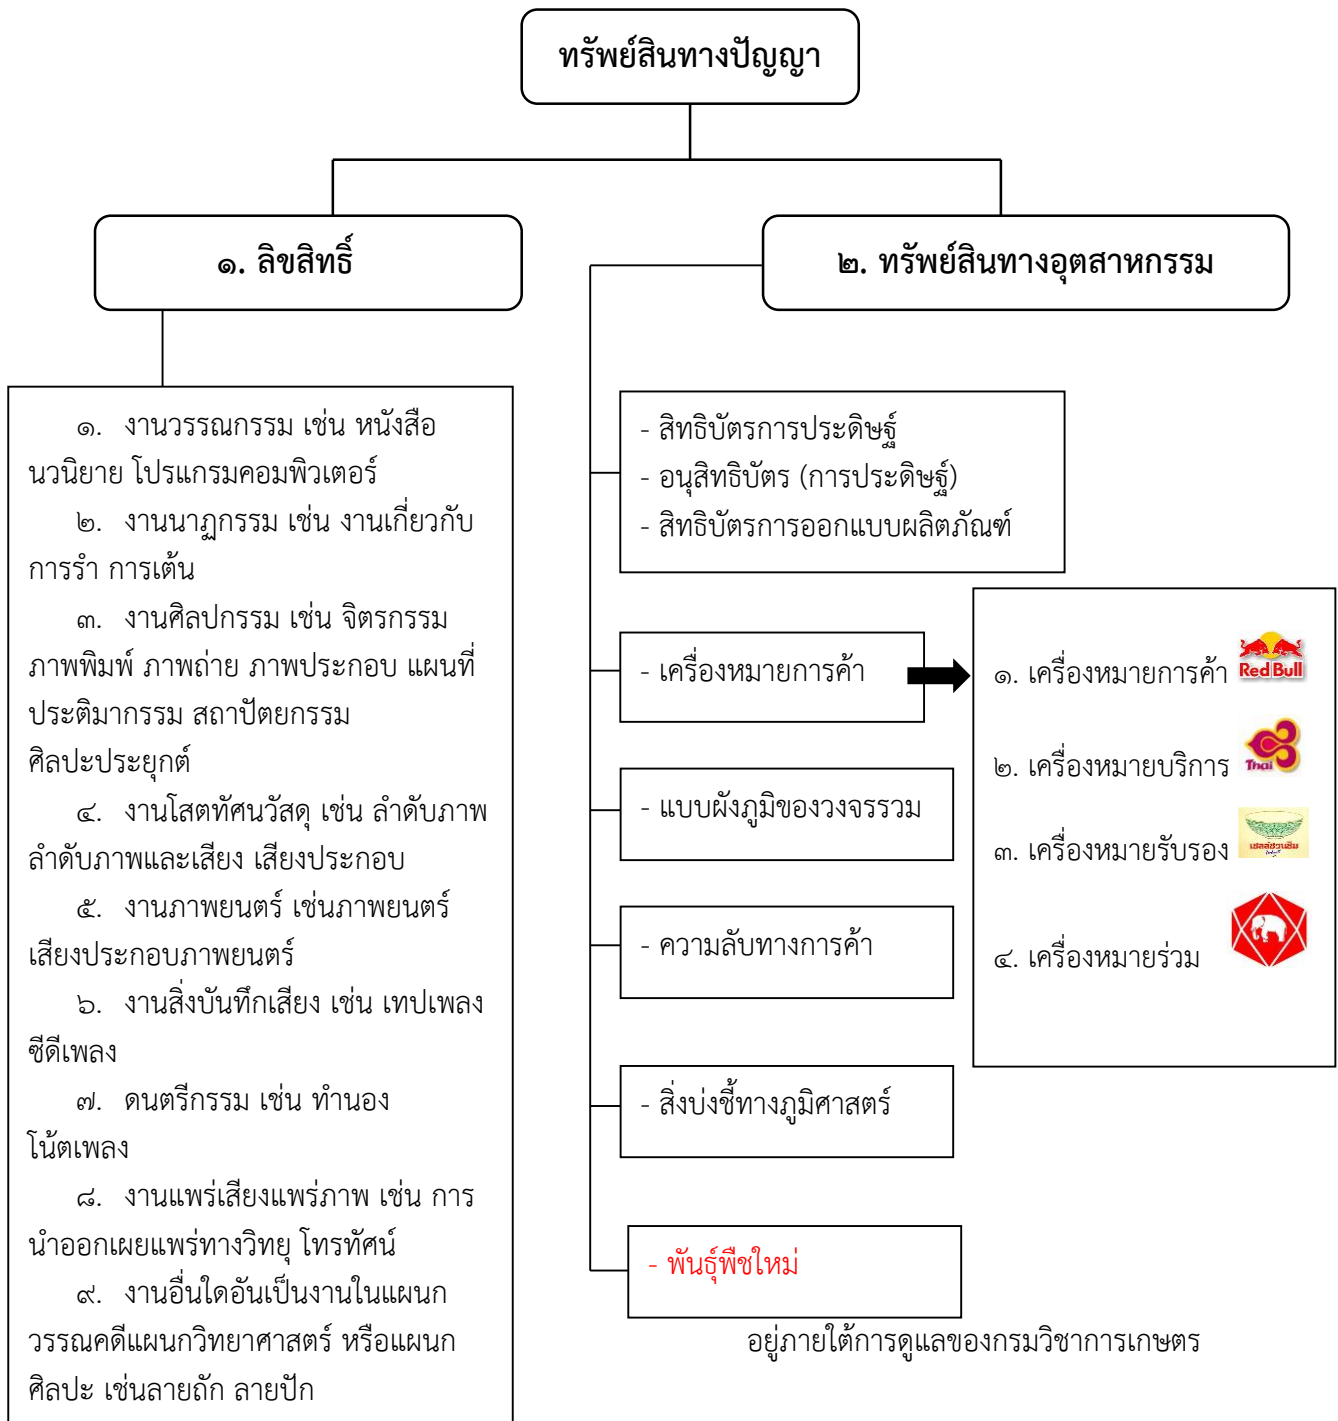 ทรัพย์สินทางปัญญา
๑. ลิขสิทธิ์
๒. ทรัพย์สินทางอุตสาหกรรม
๑. งานวรรณกรรม เช่น หนังสือ
นวนิยาย โปรแกรมคอมพิวเตอร์
๒. งานนาฏกรรม เช่น งานเกี่ยวกับ
การรำ การเต้น
๓. งานศิลปกรรม เช่น จิตรกรรม
ภาพพิมพ์ ภาพถ่าย ภาพประกอบ แผนที่
ประติมากรรม สถาปัตยกรรม
ศิลปะประยุกต์
๔. งานโสตทัศนวัสดุ เช่น ลำดับภาพ
ลำดับภาพและเสียง เสียงประกอบ
๕. งานภาพยนตร์ เช่นภาพยนตร์
เสียงประกอบภาพยนตร์
๖. งานสิ่งบันทึกเสียง เช่น เทปเพลง
ซีดีเพลง
๗. ดนตรีกรรม เช่น ทำนอง
โน้ตเพลง
๘. งานแพร่เสียงแพร่ภาพ เช่น การ
นำออกเผยแพร่ทางวิทยุ โทรทัศน์
๙. งานอื่นใดอันเป็นงานในแผนก
วรรณคดีแผนกวิทยาศาสตร์ หรือแผนก
ศิลปะ เช่นลายถัก ลายปัก
- สิทธิบัตรการประดิษฐ์
- อนุสิทธิบัตร (การประดิษฐ์)
- สิทธิบัตรการออกแบบผลิตภัณฑ์
- เครื่องหมายการค้า
- แบบผังภูมิของวงจรรวม
- ความลับทางการค้า
- สิ่งบ่งชี้ทางภูมิศาสตร์
- พันธุ์พืชใหม่
อยู่ภายใต้การดูแลของกรมวิชาการเกษตร
๑. เครื่องหมายการค้า Red Bull
๒. เครื่องหมายบริการ Thai
๓. เครื่องหมายรับรอง เชลล์ชวนชิม
๔. เครื่องหมายร่วม